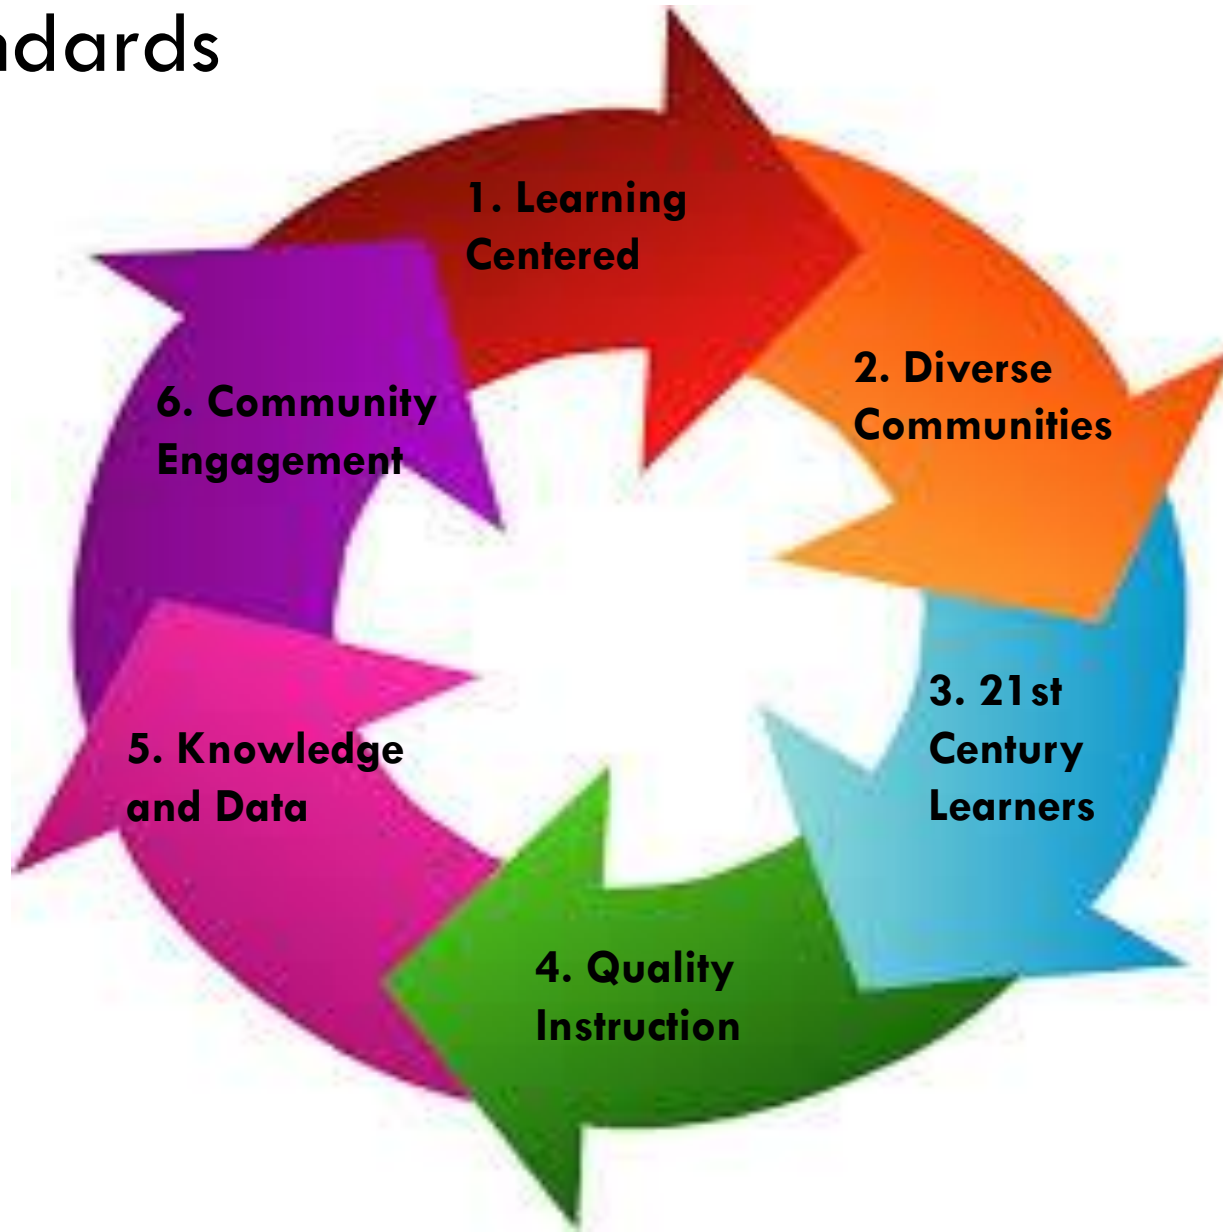 ndards
1. Learning
Centered
2. Diverse
Communities
3. 21st
Century
Learners
4. Quality
Instruction
5. Knowledge
and Data
6. Community
Engagement